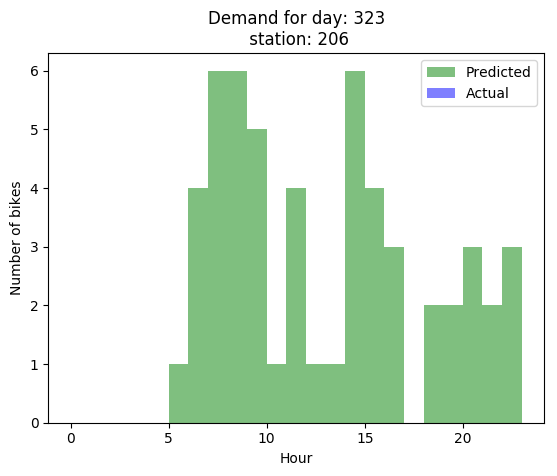 Demand for day: 323
station: 206
Predicted
Actual
Number of bikes
6
5
4
3
2
1
0
0 5 10 15 20
Hour